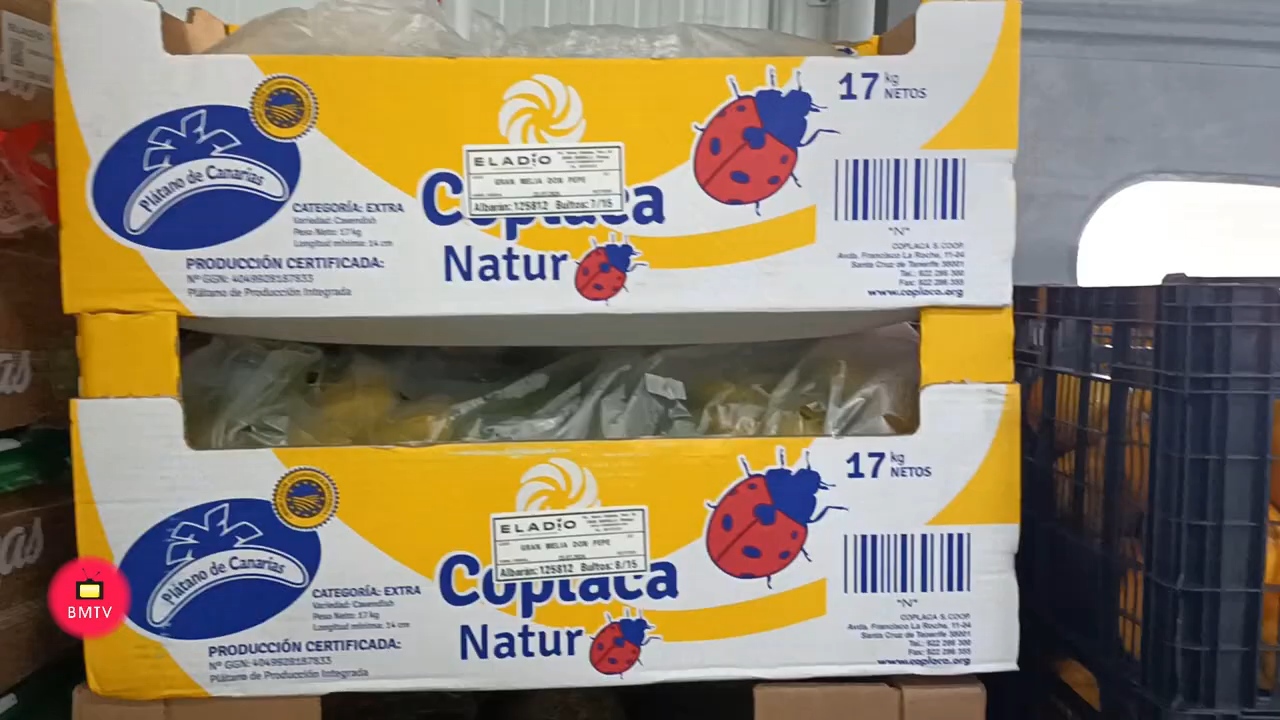 ELADIO
17 kg
NETOS
Plátano de Canarias
ELADIO
GRAN MELIA DON PEPE
Albarán: 125812 Bultos: 7/15
Coplaca
Natur
CATEGORÍA: EXTRA
Variedad: Cavendish
Peso Neto: 17 kg
Longitud mínima: 14 cm
PRODUCCIÓN CERTIFICADA:
Nº GGN: 4049928187833
Plátano de Producción Integrada
"N"
COPLACA S.COOP.
Avda. Francisco La Roche, 11-24
Santa Cruz de Tenerife 38001
Tel.: 922 286 300
Fax: 922 286 355
www.coplaca.org
17 kg
NETOS
Plátano de Canarias
ELADIO
GRAN MELIA DON PEPE
Albarán: 125812 Bultos: 8/15
Coplaca
Natur
CATEGORÍA: EXTRA
Variedad: Cavendish
Peso Neto: 17 kg
Longitud mínima: 14 cm
PRODUCCIÓN CERTIFICADA:
Nº GGN: 4049928187833
Plátano de Producción Integrada
"N"
COPLACA S.COOP.
Avda. Francisco La Roche, 11-24
Santa Cruz de Tenerife 38001
Tel.: 922 286 300
Fax: 922 286 355
www.coplaca.org
BMTV